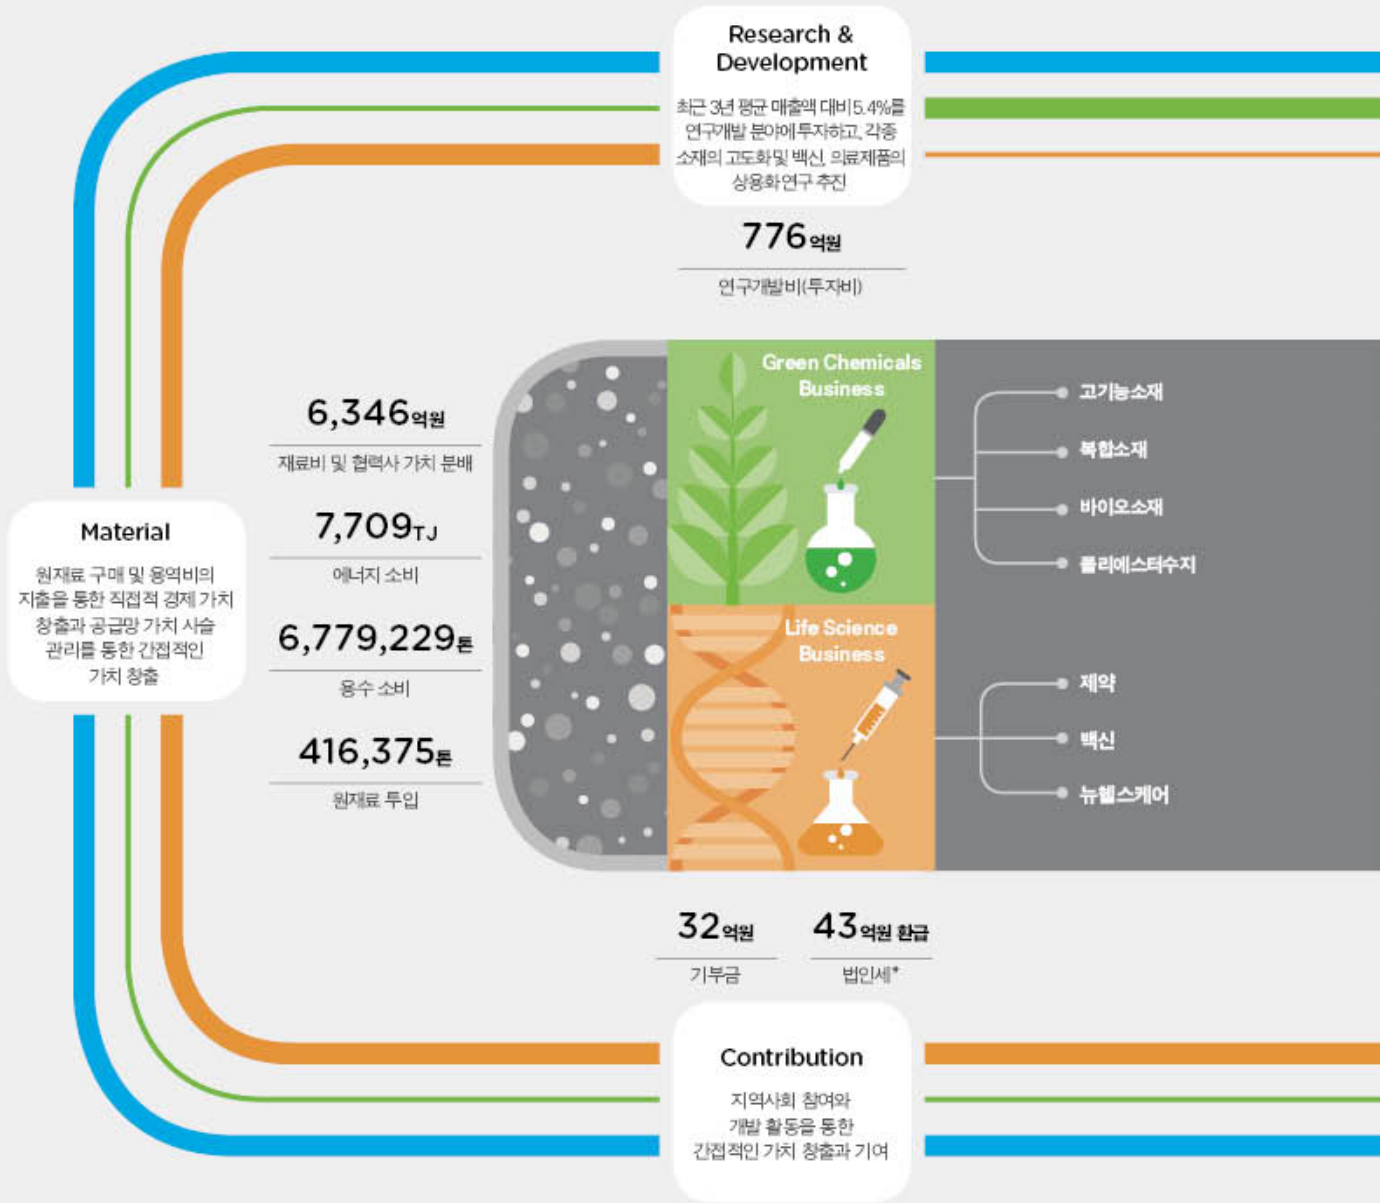 Research &
Development
최근 3년 평균 매출액 대비 5.4%를
연구개발 분야에 투자하고, 각종
소재의 고도화 및 백신, 의료제품의
상용화 연구 추진
776억원
연구개발비(투자비)
6,346억원
재료비 및 협력사 가치 분배
7,709TJ
에너지 소비
6,779,229톤
용수 소비
416,375톤
원재료 투입
Material
원재료 구매 및 용역비의
지출을 통한 직접적 경제 가치
창출과 공급망 가치 사슬
관리를 통한 간접적인
가치 창출
Green Chemicals
Business
고기능소재
복합소재
바이오소재
폴리에스터수지
Life Science
Business
제약
백신
뉴헬스케어
32억원
기부금
43억원 환급
법인세*
Contribution
지역사회 참여와
개발 활동을 통한
간접적인 가치 창출과 기여